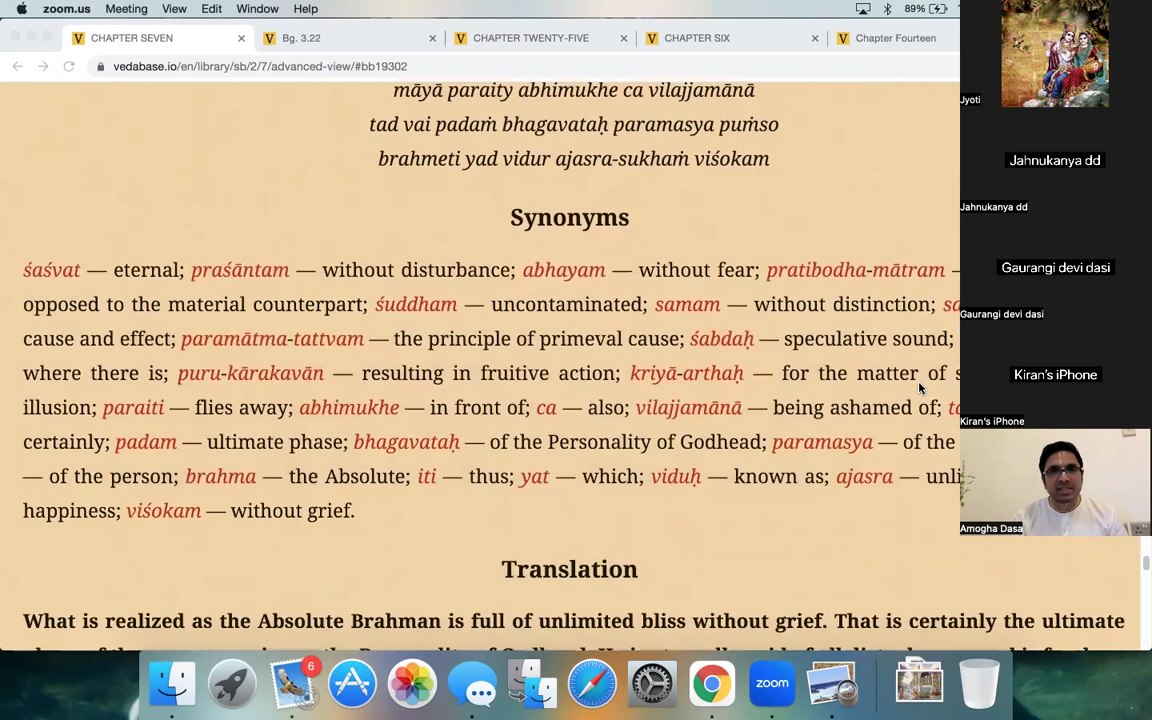 zoom.us Meeting View Edit Window Help 89%
CHAPTER SEVEN Bg. 3.22 CHAPTER TWENTY-FIVE CHAPTER SIX Chapter Fourteen
vedabase.io/en/library/sb/2/7/advanced-view/#bb19302
māyā paraity abhimukhe ca vilajjamānā
tad vai padaṁ bhagavataḥ paramasya puṁso
brahmeti yad vidur ajasra-sukhaṁ viśokam
Synonyms
śaśvat — eternal; praśāntam — without disturbance; abhayam — without fear; pratibodha-mātram —
opposed to the material counterpart; śuddham — uncontaminated; samam — without distinction; sa
cause and effect; paramātma-tattvam — the principle of primeval cause; śabdaḥ — speculative sound;
where there is; puru-kārakavān — resulting in fruitive action; kriyā-arthaḥ — for the matter of s
illusion; paraiti — flies away; abhimukhe — in front of; ca — also; vilajjamānā — being ashamed of; ta
certainly; padam — ultimate phase; bhagavataḥ — of the Personality of Godhead; paramasya — of the
— of the person; brahma — the Absolute; iti — thus; yat — which; viduḥ — known as; ajasra — unli
happiness; viśokam — without grief.
Translation
What is realized as the Absolute Brahman is full of unlimited bliss without grief. That is certainly the ultimate
Jyoti
Jahnukanya dd
Jahnukanya dd
Gaurangi devi dasi
Gaurangi devi dasi
Kiran's iPhone
Kiran's iPhone
Amogha Dasa
6
zoom